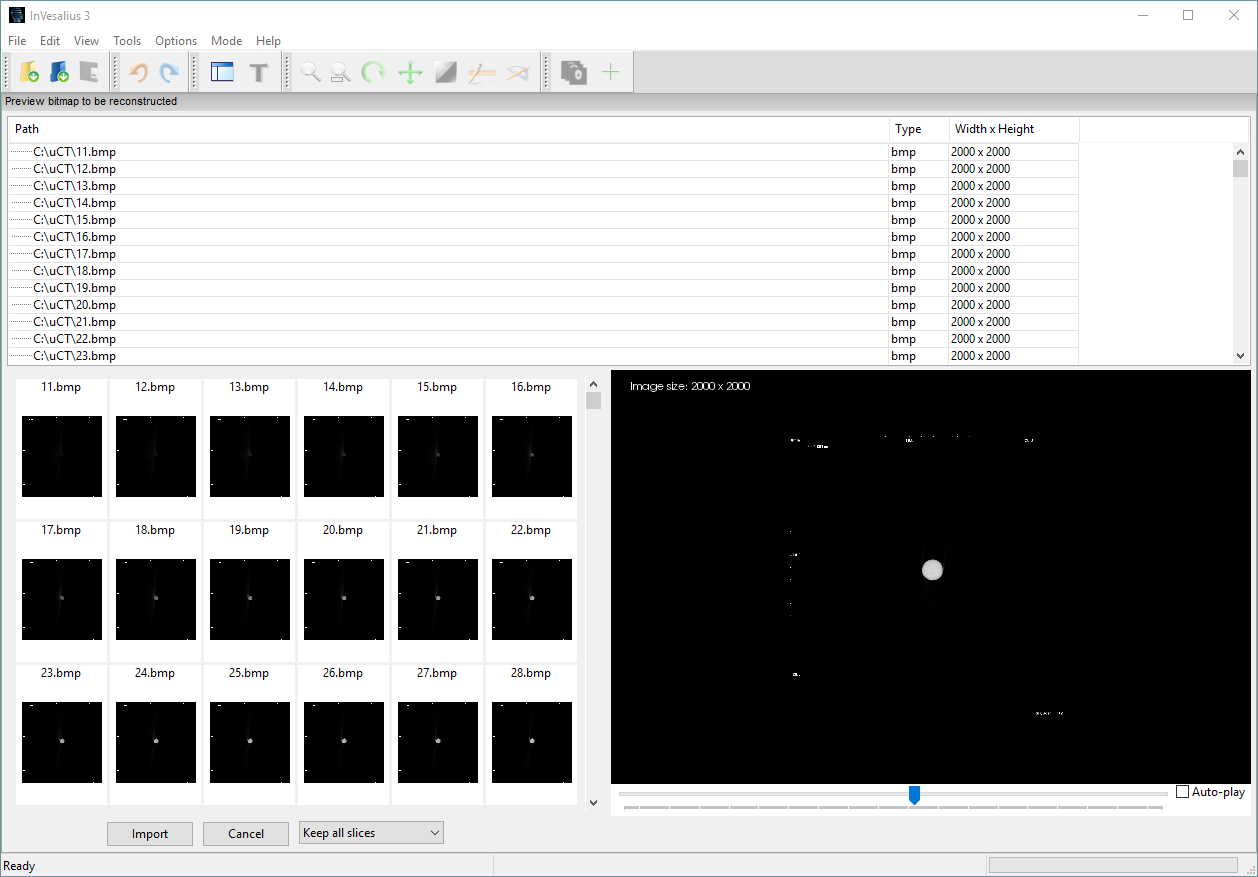 InVesalius 3
File Edit View Tools Options Mode Help
Preview bitmap to be reconstructed
Path Type Width x Height
C:\uCT\11.bmp bmp 2000 x 2000
C:\uCT\12.bmp bmp 2000 x 2000
C:\uCT\13.bmp bmp 2000 x 2000
C:\uCT\14.bmp bmp 2000 x 2000
C:\uCT\15.bmp bmp 2000 x 2000
C:\uCT\16.bmp bmp 2000 x 2000
C:\uCT\17.bmp bmp 2000 x 2000
C:\uCT\18.bmp bmp 2000 x 2000
C:\uCT\19.bmp bmp 2000 x 2000
C:\uCT\20.bmp bmp 2000 x 2000
C:\uCT\21.bmp bmp 2000 x 2000
C:\uCT\22.bmp bmp 2000 x 2000
C:\uCT\23.bmp bmp 2000 x 2000
11.bmp 12.bmp 13.bmp 14.bmp 15.bmp 16.bmp
17.bmp 18.bmp 19.bmp 20.bmp 21.bmp 22.bmp
23.bmp 24.bmp 25.bmp 26.bmp 27.bmp 28.bmp
Image size: 2000 x 2000
Auto-play
Import Cancel Keep all slices
Ready